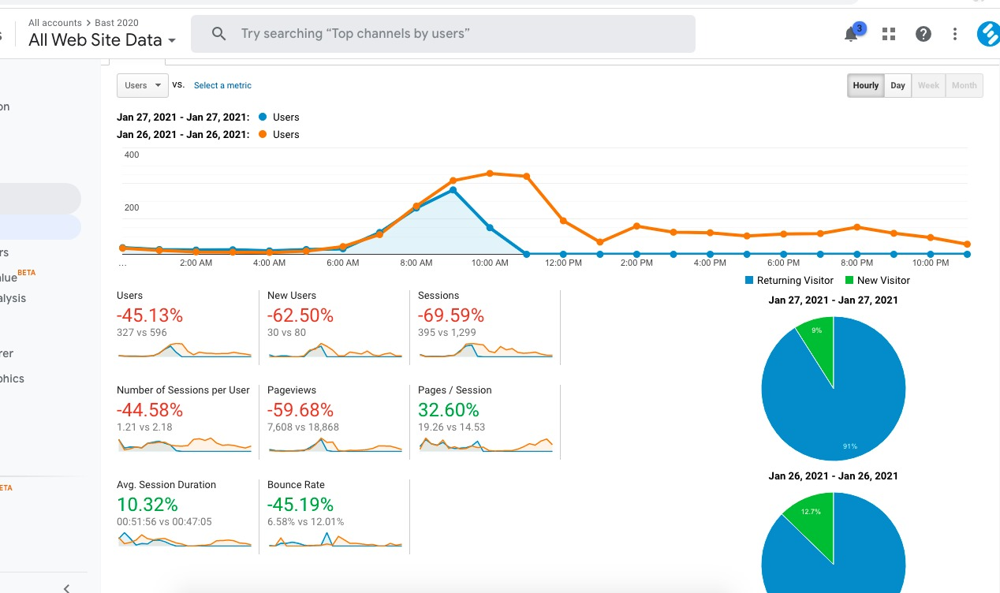 All accounts > Bast 2020
All Web Site Data
Try searching “Top channels by users”
3
on
rs
alue BETA
alysis
rer
phics
ETA
Users
vs.
Select a metric
Hourly Day Week Month
Jan 27, 2021 - Jan 27, 2021: Users
Jan 26, 2021 - Jan 26, 2021: Users
400
200
... 2:00 AM 4:00 AM 6:00 AM 8:00 AM 10:00 AM 12:00 PM 2:00 PM 4:00 PM 6:00 PM 8:00 PM 10:00 PM
Users
-45.13%
327 vs 596
New Users
-62.50%
30 vs 80
Sessions
-69.59%
395 vs 1,299
Number of Sessions per User
-44.58%
1.21 vs 2.18
Pageviews
-59.68%
7,608 vs 18,868
Pages / Session
32.60%
19.26 vs 14.53
Avg. Session Duration
10.32%
00:51:56 vs 00:47:05
Bounce Rate
-45.19%
6.58% vs 12.01%
Returning Visitor New Visitor
Jan 27, 2021 - Jan 27, 2021
9%
91%
Jan 26, 2021 - Jan 26, 2021
12.7%